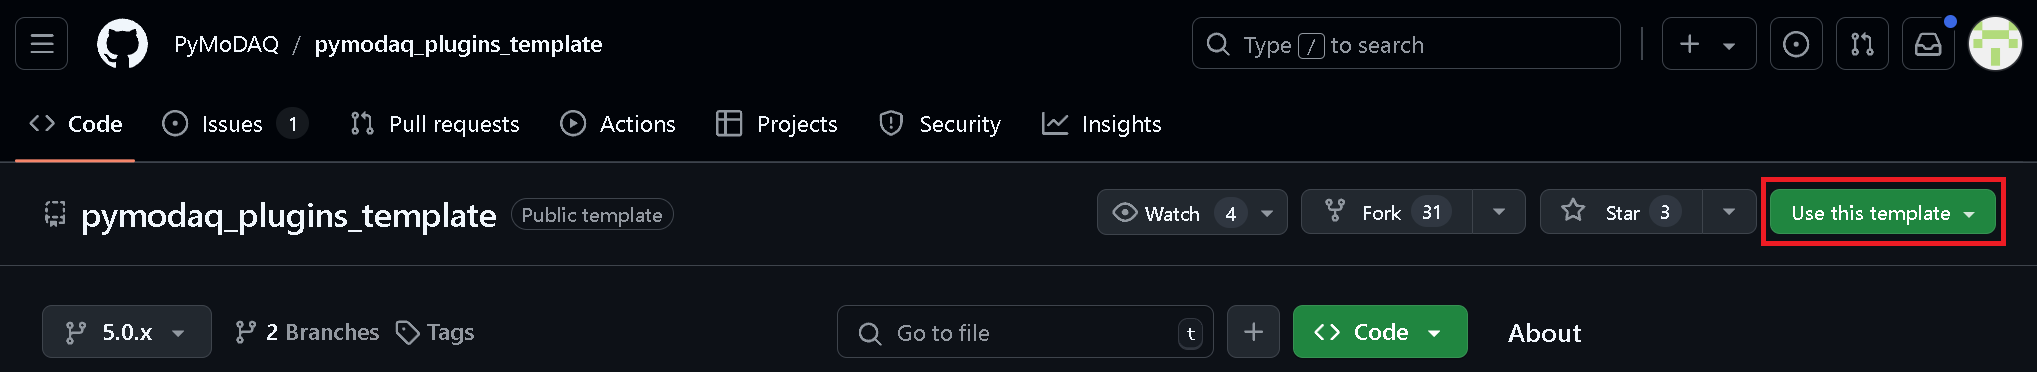 PyMoDAQ / pymodaq_plugins_template Type / to search
Code Issues 1 Pull requests Actions Projects Security Insights
pymodaq_plugins_template Public template Watch 4 Fork 31 Star 3 Use this template
5.0.x 2 Branches Tags Go to file t Code About